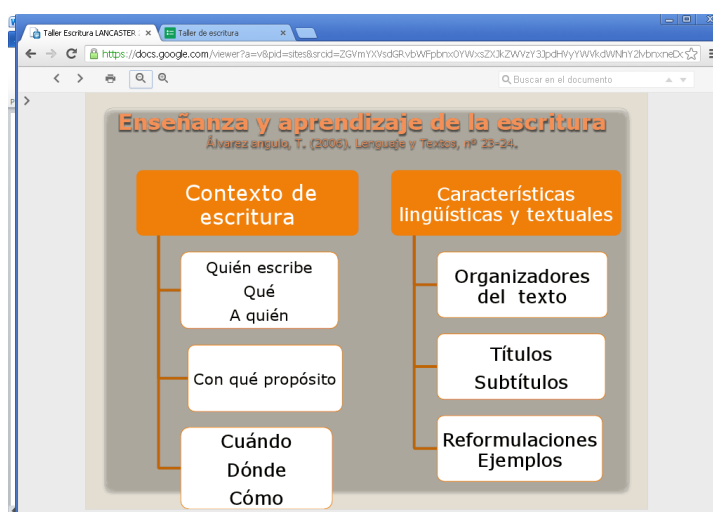 Taller Escritura LANCASTER
Taller de escritura
https://docs.google.com/viewer?a=v&pid=sites&srcid=
Buscar en el documento
Enseñanza y aprendizaje de la escritura
Álvarez angulo, T. (2006). Lenguaje y Textos, nº 23-24.
Contexto de
escritura
Quién escribe
Qué
A quién
Con qué propósito
Cuándo
Dónde
Cómo
Características
lingüísticas y textuales
Organizadores
del texto
Títulos
Subtítulos
Reformulaciones
Ejemplos